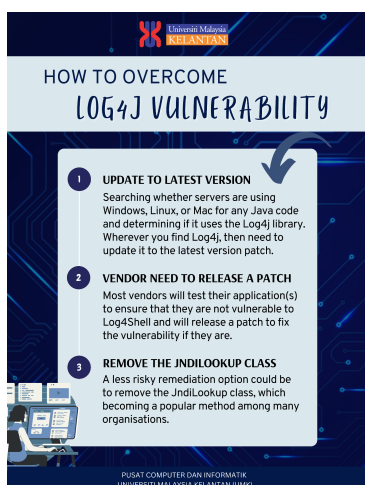 Universiti Malaysia
KELANTAN
HOW TO OVERCOME
LOG4J VULNERABILITY
1
UPDATE TO LATEST VERSION
Searching whether servers are using
Windows, Linux, or Mac for any Java code
and determining if it uses the Log4j library.
Wherever you find Log4j, then need to
update it to the latest version patch.
2
VENDOR NEED TO RELEASE A PATCH
Most vendors will test their application(s)
to ensure that they are not vulnerable to
Log4Shell and will release a patch to fix
the vulnerability if they are.
3
REMOVE THE JNDILOOKUP CLASS
A less risky remediation option could be
to remove the JndiLookup class, which
becoming a popular method among many
organisations.
PUSAT COMPUTER DAN INFORMATIK
UNIVERSITI MALAYSIA KELANTAN (UMK)